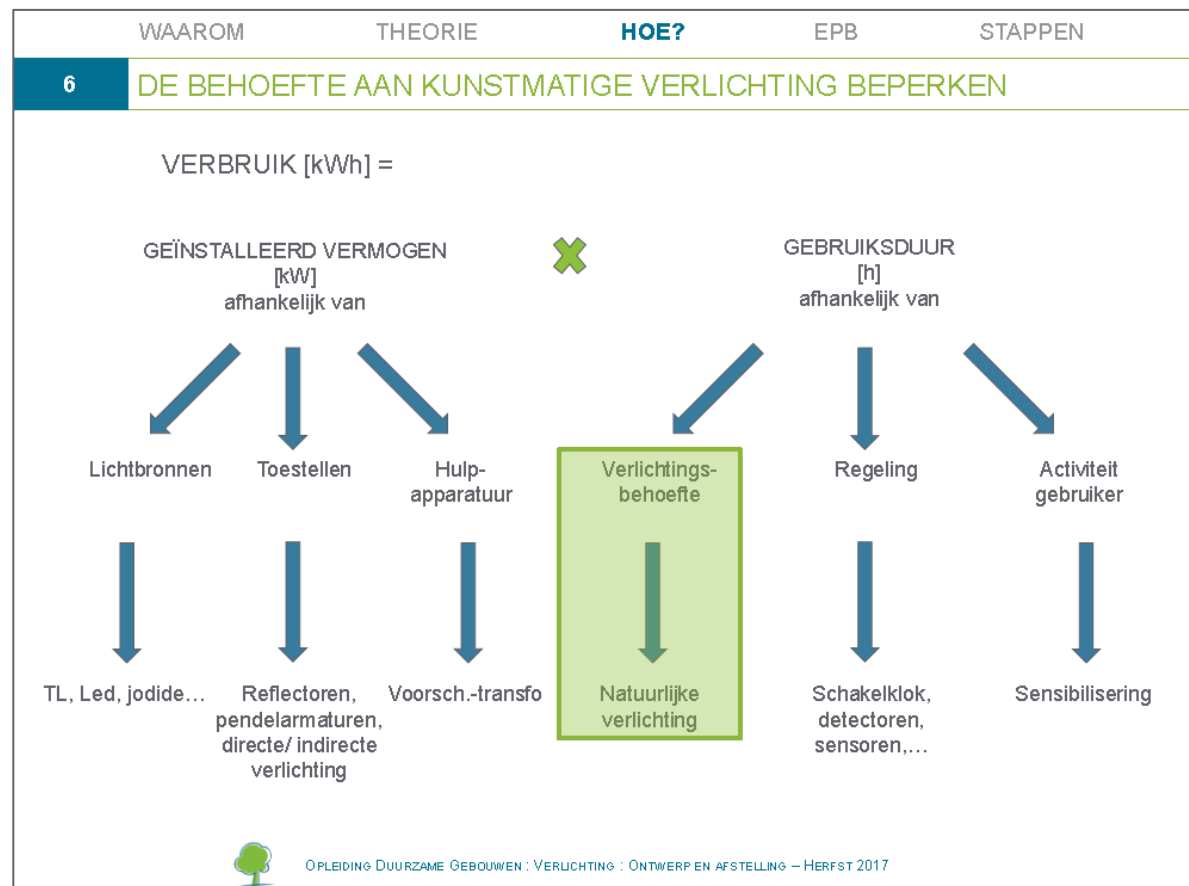 WAAROM THEORIE HOE? EPB STAPPEN
6 DE BEHOEFTE AAN KUNSTMATIGE VERLICHTING BEPERKEN
VERBRUIK [kWh] =
GEÏNSTALLEERD VERMOGEN
[kW]
afhankelijk van
GEBRUIKSDUUR
[h]
afhankelijk van
Lichtbronnen
Toestellen
Hulp-
apparatuur
Verlichtings-
behoefte
Regeling
Activiteit
gebruiker
TL, Led, jodide…
Reflectoren,
pendelarmaturen,
directe/ indirecte
verlichting
Voorsch.-transfo
Natuurlijke
verlichting
Schakelklok,
detectoren,
sensoren,…
Sensibilisering
OPLEIDING DUURZAME GEBOUWEN : VERLICHTING : ONTWERP EN AFSTELLING – HERFST 2017